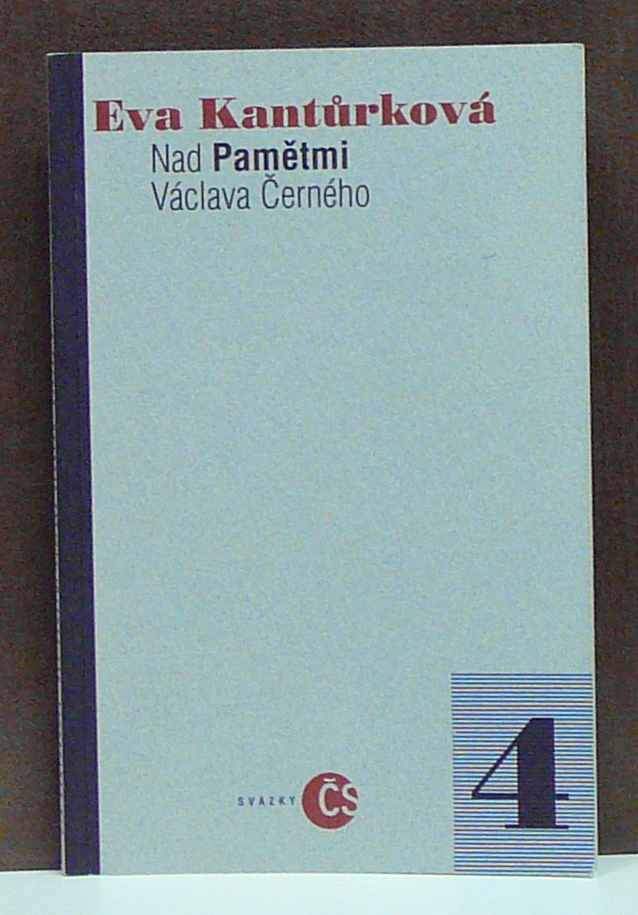 Eva Kantůrková
Nad Pamětmi
Václava Černého
SVAZKY ČS
4